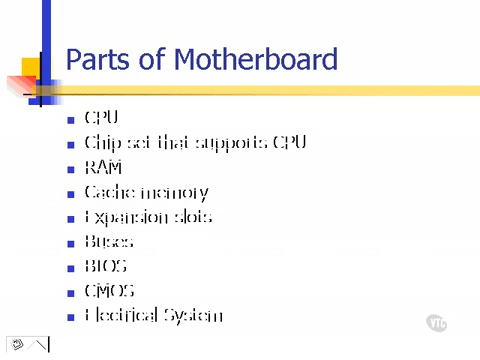 Parts of Motherboard
CPU
Chip set that supports CPU
RAM
Cache memory
Expansion slots
Buses
BIOS
CMOS
Electrical System
VTC